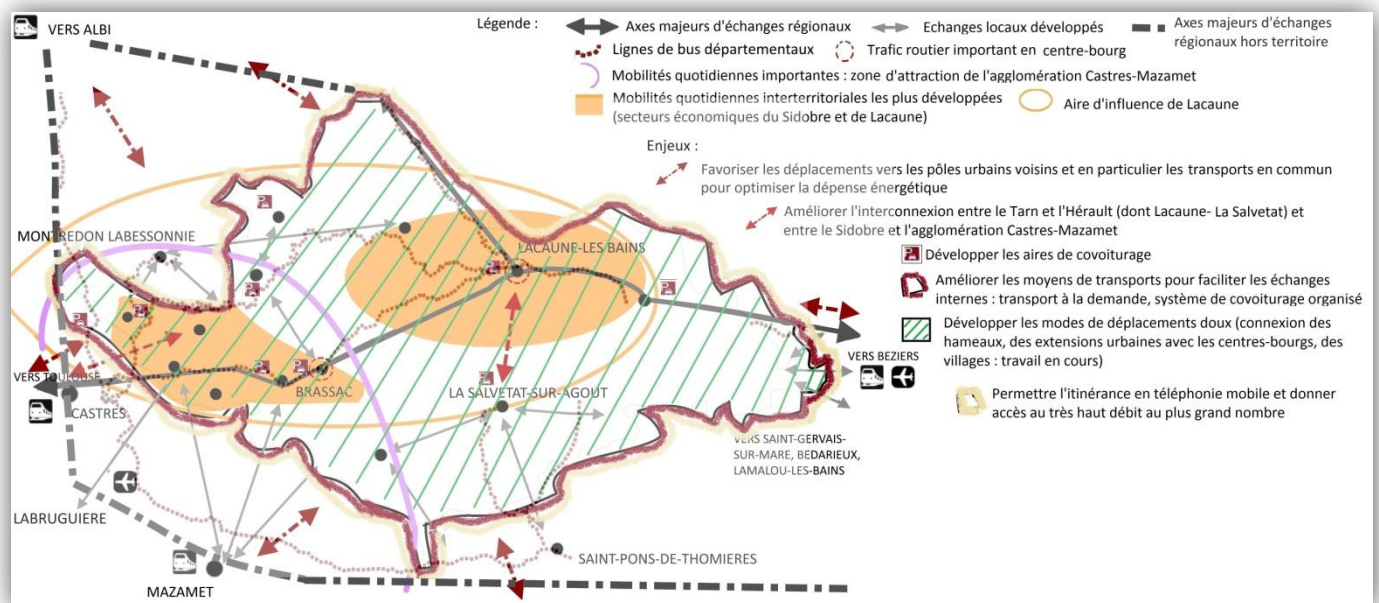 Légende :
Axes majeurs d'échanges régionaux
Echanges locaux développés
Axes majeurs d'échanges
régionaux hors territoire
Lignes de bus départementaux
Trafic routier important en centre-bourg
Mobilités quotidiennes importantes : zone d'attraction de l'agglomération Castres-Mazamet
Mobilités quotidiennes interterritoriales les plus développées
(secteurs économiques du Sidobre et de Lacaune)
Aire d'influence de Lacaune
Enjeux :
Favoriser les déplacements vers les pôles urbains voisins et en particulier les transports en commun
pour optimiser la dépense énergétique
Améliorer l'interconnexion entre le Tarn et l'Hérault (dont Lacaune- La Salvetat) et
entre le Sidobre et l'agglomération Castres-Mazamet
Développer les aires de covoiturage
Améliorer les moyens de transports pour faciliter les échanges
internes : transport à la demande, système de covoiturage organisé
Développer les modes de déplacements doux (connexion des
hameaux, des extensions urbaines avec les centres-bourgs, des
villages : travail en cours)
Permettre l'itinérance en téléphonie mobile et donner
accès au très haut débit au plus grand nombre
VERS ALBI
MONTREDON LABESSONNIE
LACAUNE-LES BAINS
VERS TOULOUSE
CASTRES
BRASSAC
LA SALVETAT-SUR-AGOUT
VERS BEZIERS
VERS SAINT-GERVAIS-
SUR-MARE, BEDARIEUX,
LAMALOU-LES-BAINS
LABRUGUIERE
SAINT-PONS-DE-THOMIERES
MAZAMET